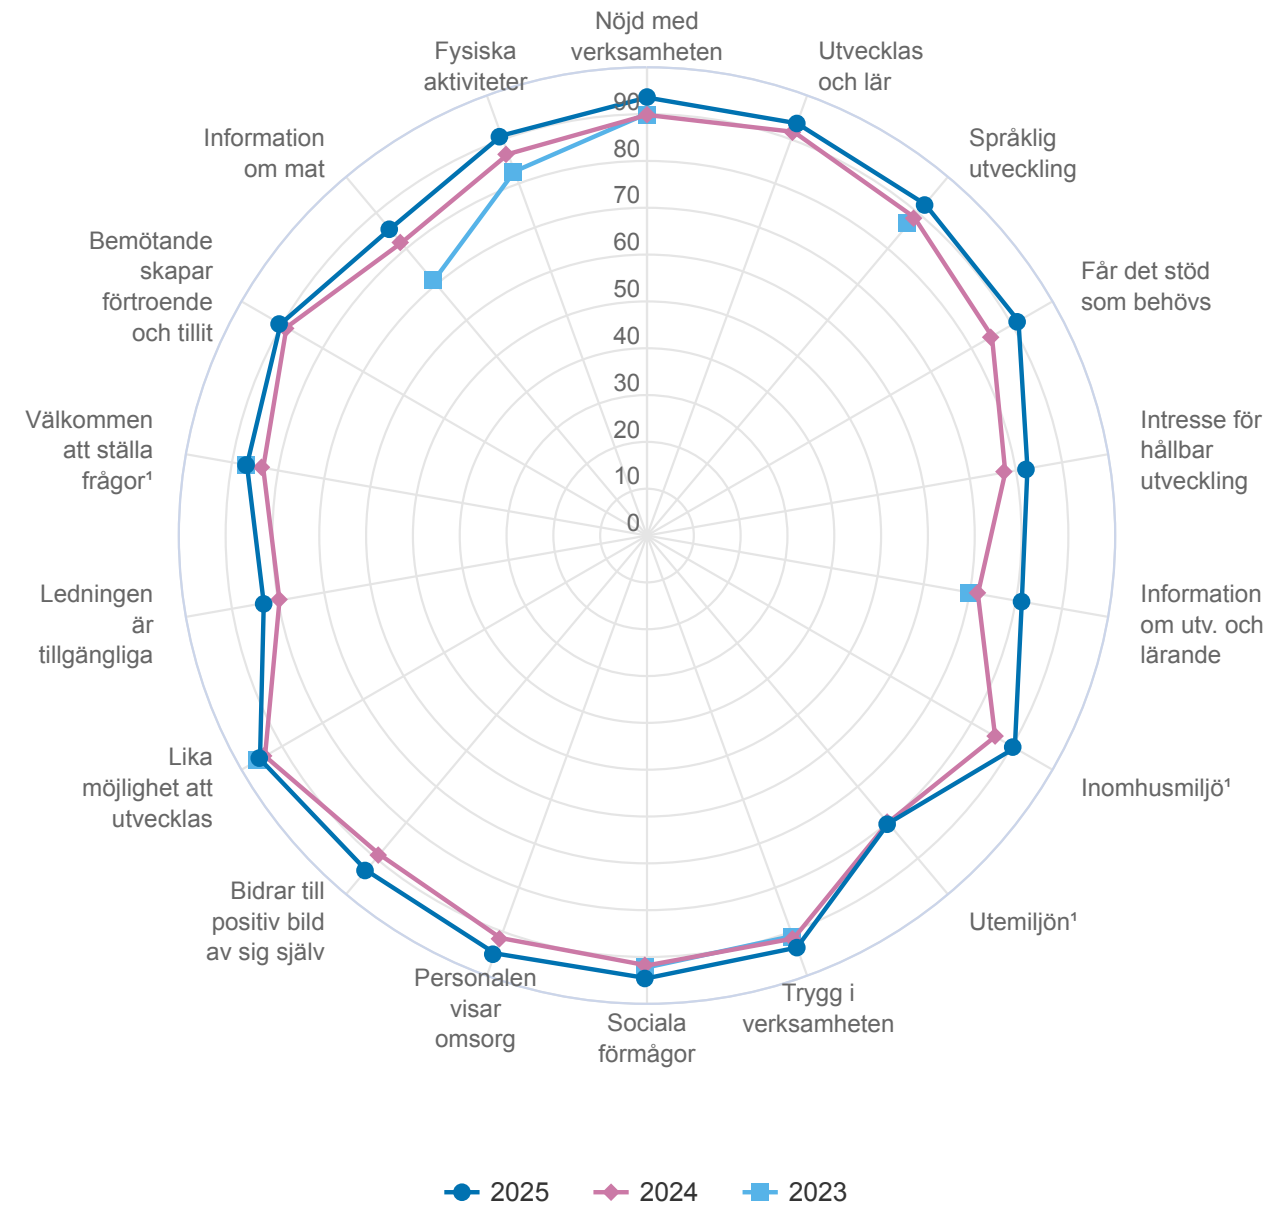 Nöjd med
verksamheten
Utvecklas
och lär
Språklig
utveckling
Får det stöd
som behövs
Intresse för
hållbar
utveckling
Information
om utv. och
lärande
Inomhusmiljö¹
Utemiljön¹
Trygg i
verksamheten
Sociala
förmågor
Personalen
visar
omsorg
Bidrar till
positiv bild
av sig själv
Lika
möjlighet att
utvecklas
Ledningen
är
tillgängliga
Välkommen
att ställa
frågor¹
Bemötande
skapar
förtroende
och tillit
Information
om mat
Fysiska
aktiviteter
90
80
70
60
50
40
30
20
10
0
2025
2024
2023